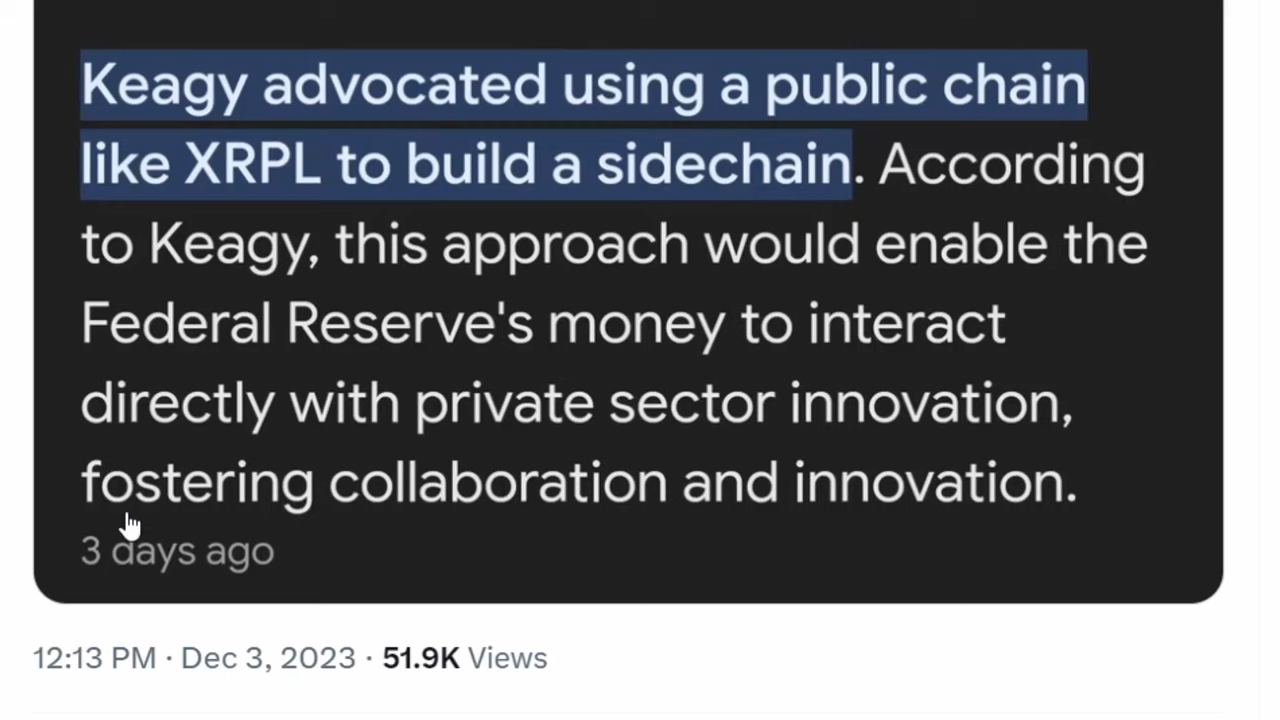 Keagy advocated using a public chain
like XRPL to build a sidechain. According
to Keagy, this approach would enable the
Federal Reserve's money to interact
directly with private sector innovation,
fostering collaboration and innovation.
3 days ago
12:13 PM · Dec 3, 2023 · 51.9K Views